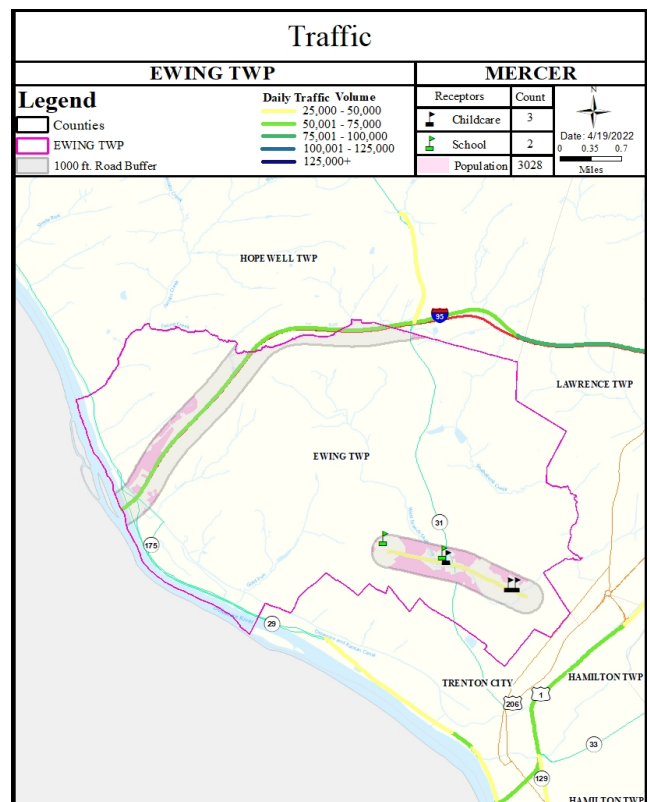 Traffic
EWING TWP
MERCER
Legend
Counties
EWING TWP
1000 ft. Road Buffer
Daily Traffic Volume
25,000 - 50,000
50,001 - 75,000
75,001 - 100,000
100,001 - 125,000
125,000+
Receptors Count
Childcare 3
School 2
Population 3028
N
Date: 4/19/2022
0 0.35 0.7
Miles
HOPEWELL TWP
95
LAWRENCE TWP
EWING TWP
31
175
29
TRENTON CITY
HAMILTON TWP
1
206
33
129
HAMILTON TWP